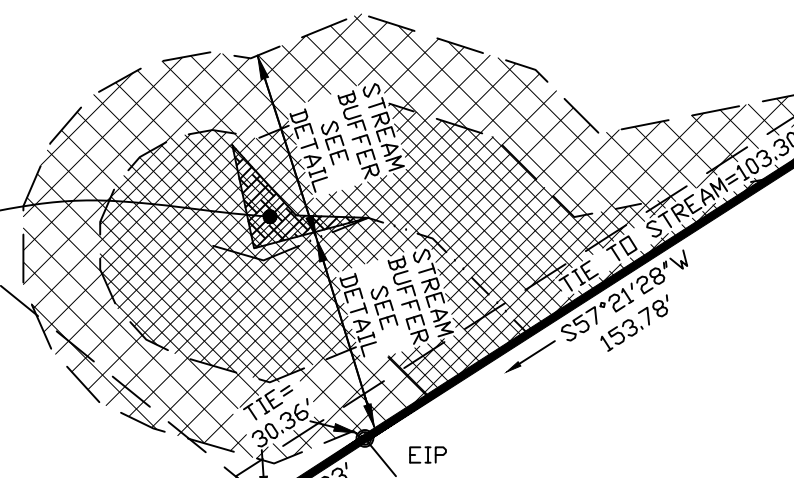 STREAM
BUFFER
SEE
DETAIL
STREAM
BUFFER
SEE
DETAIL
TIE TO STREAM=103.30
S57°21'28"W
153.78'
TIE=
30.36'
EIP